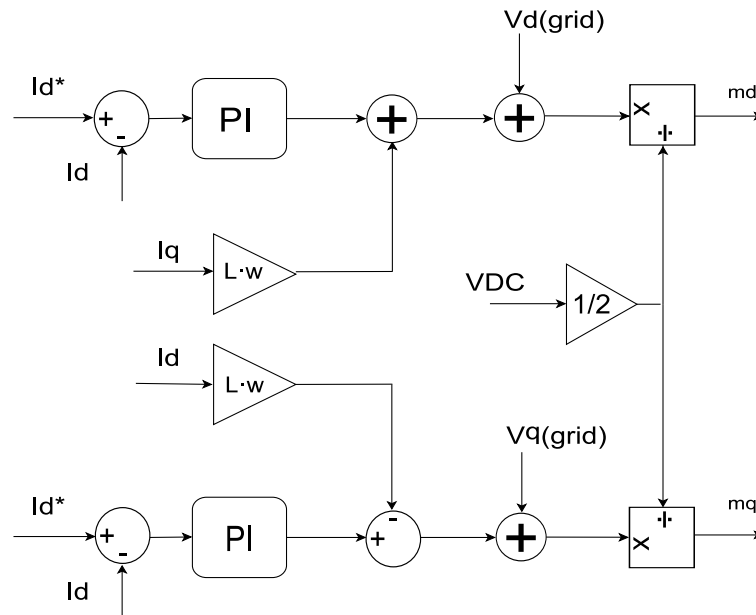 Vd(grid)
Id*
+
-
PI
+
+
X
÷
md
Id
Iq
L·w
VDC
1/2
Id
L·w
Vq(grid)
Id*
+
-
PI
-
+
+
÷
X
mq
Id